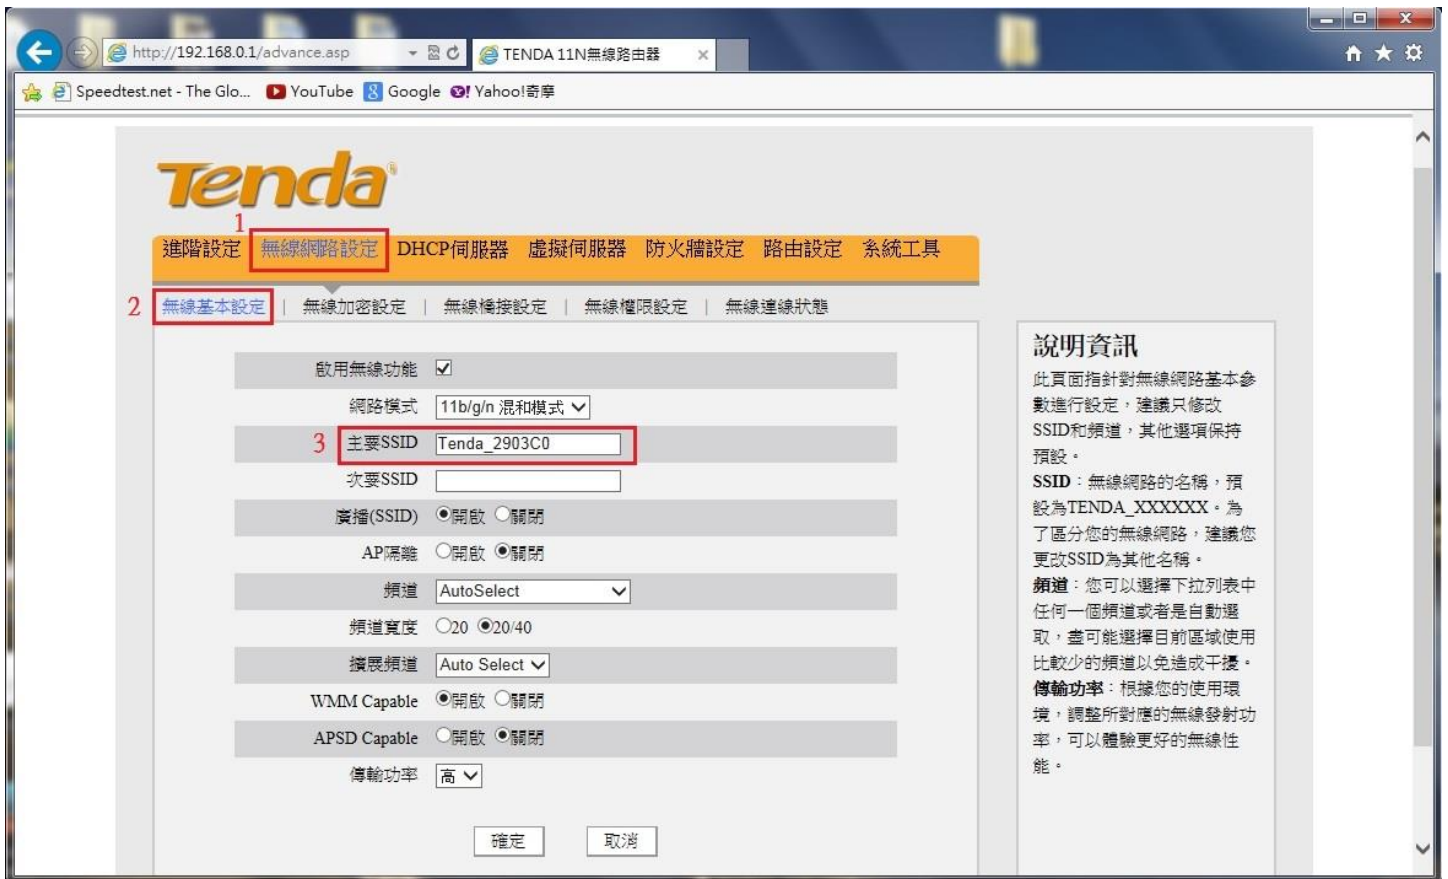 http://192.168.0.1/advance.asp
TENDA 11N無線路由器
Speedtest.net - The Glo... YouTube Google Yahoo!奇摩
Tenda
1
進階設定 無線網路設定 DHCP伺服器 虛擬伺服器 防火牆設定 路由設定 系統工具
2 無線基本設定 | 無線加密設定 | 無線橋接設定 | 無線權限設定 | 無線連線狀態
啟用無線功能
網路模式 11b/g/n 混和模式
3 主要SSID Tenda_2903C0
次要SSID
廣播(SSID) 開啟 關閉
AP隔離 開啟 關閉
頻道 AutoSelect
頻道寬度 20 20/40
擴展頻道 Auto Select
WMM Capable 開啟 關閉
APSD Capable 開啟 關閉
傳輸功率 高
確定 取消
說明資訊
此頁面指針對無線網路基本參
數進行設定，建議只修改
SSID和頻道，其他選項保持
預設。
SSID：無線網路的名稱，預
設為TENDA_XXXXXX。為
了區分您的無線網路，建議您
更改SSID為其他名稱。
頻道：您可以選擇下拉列表中
任何一個頻道或者是自動選
取，盡可能選擇目前區域使用
比較少的頻道以免造成干擾。
傳輸功率：根據您的使用環
境，調整所對應的無線發射功
率，可以體驗更好的無線性
能。